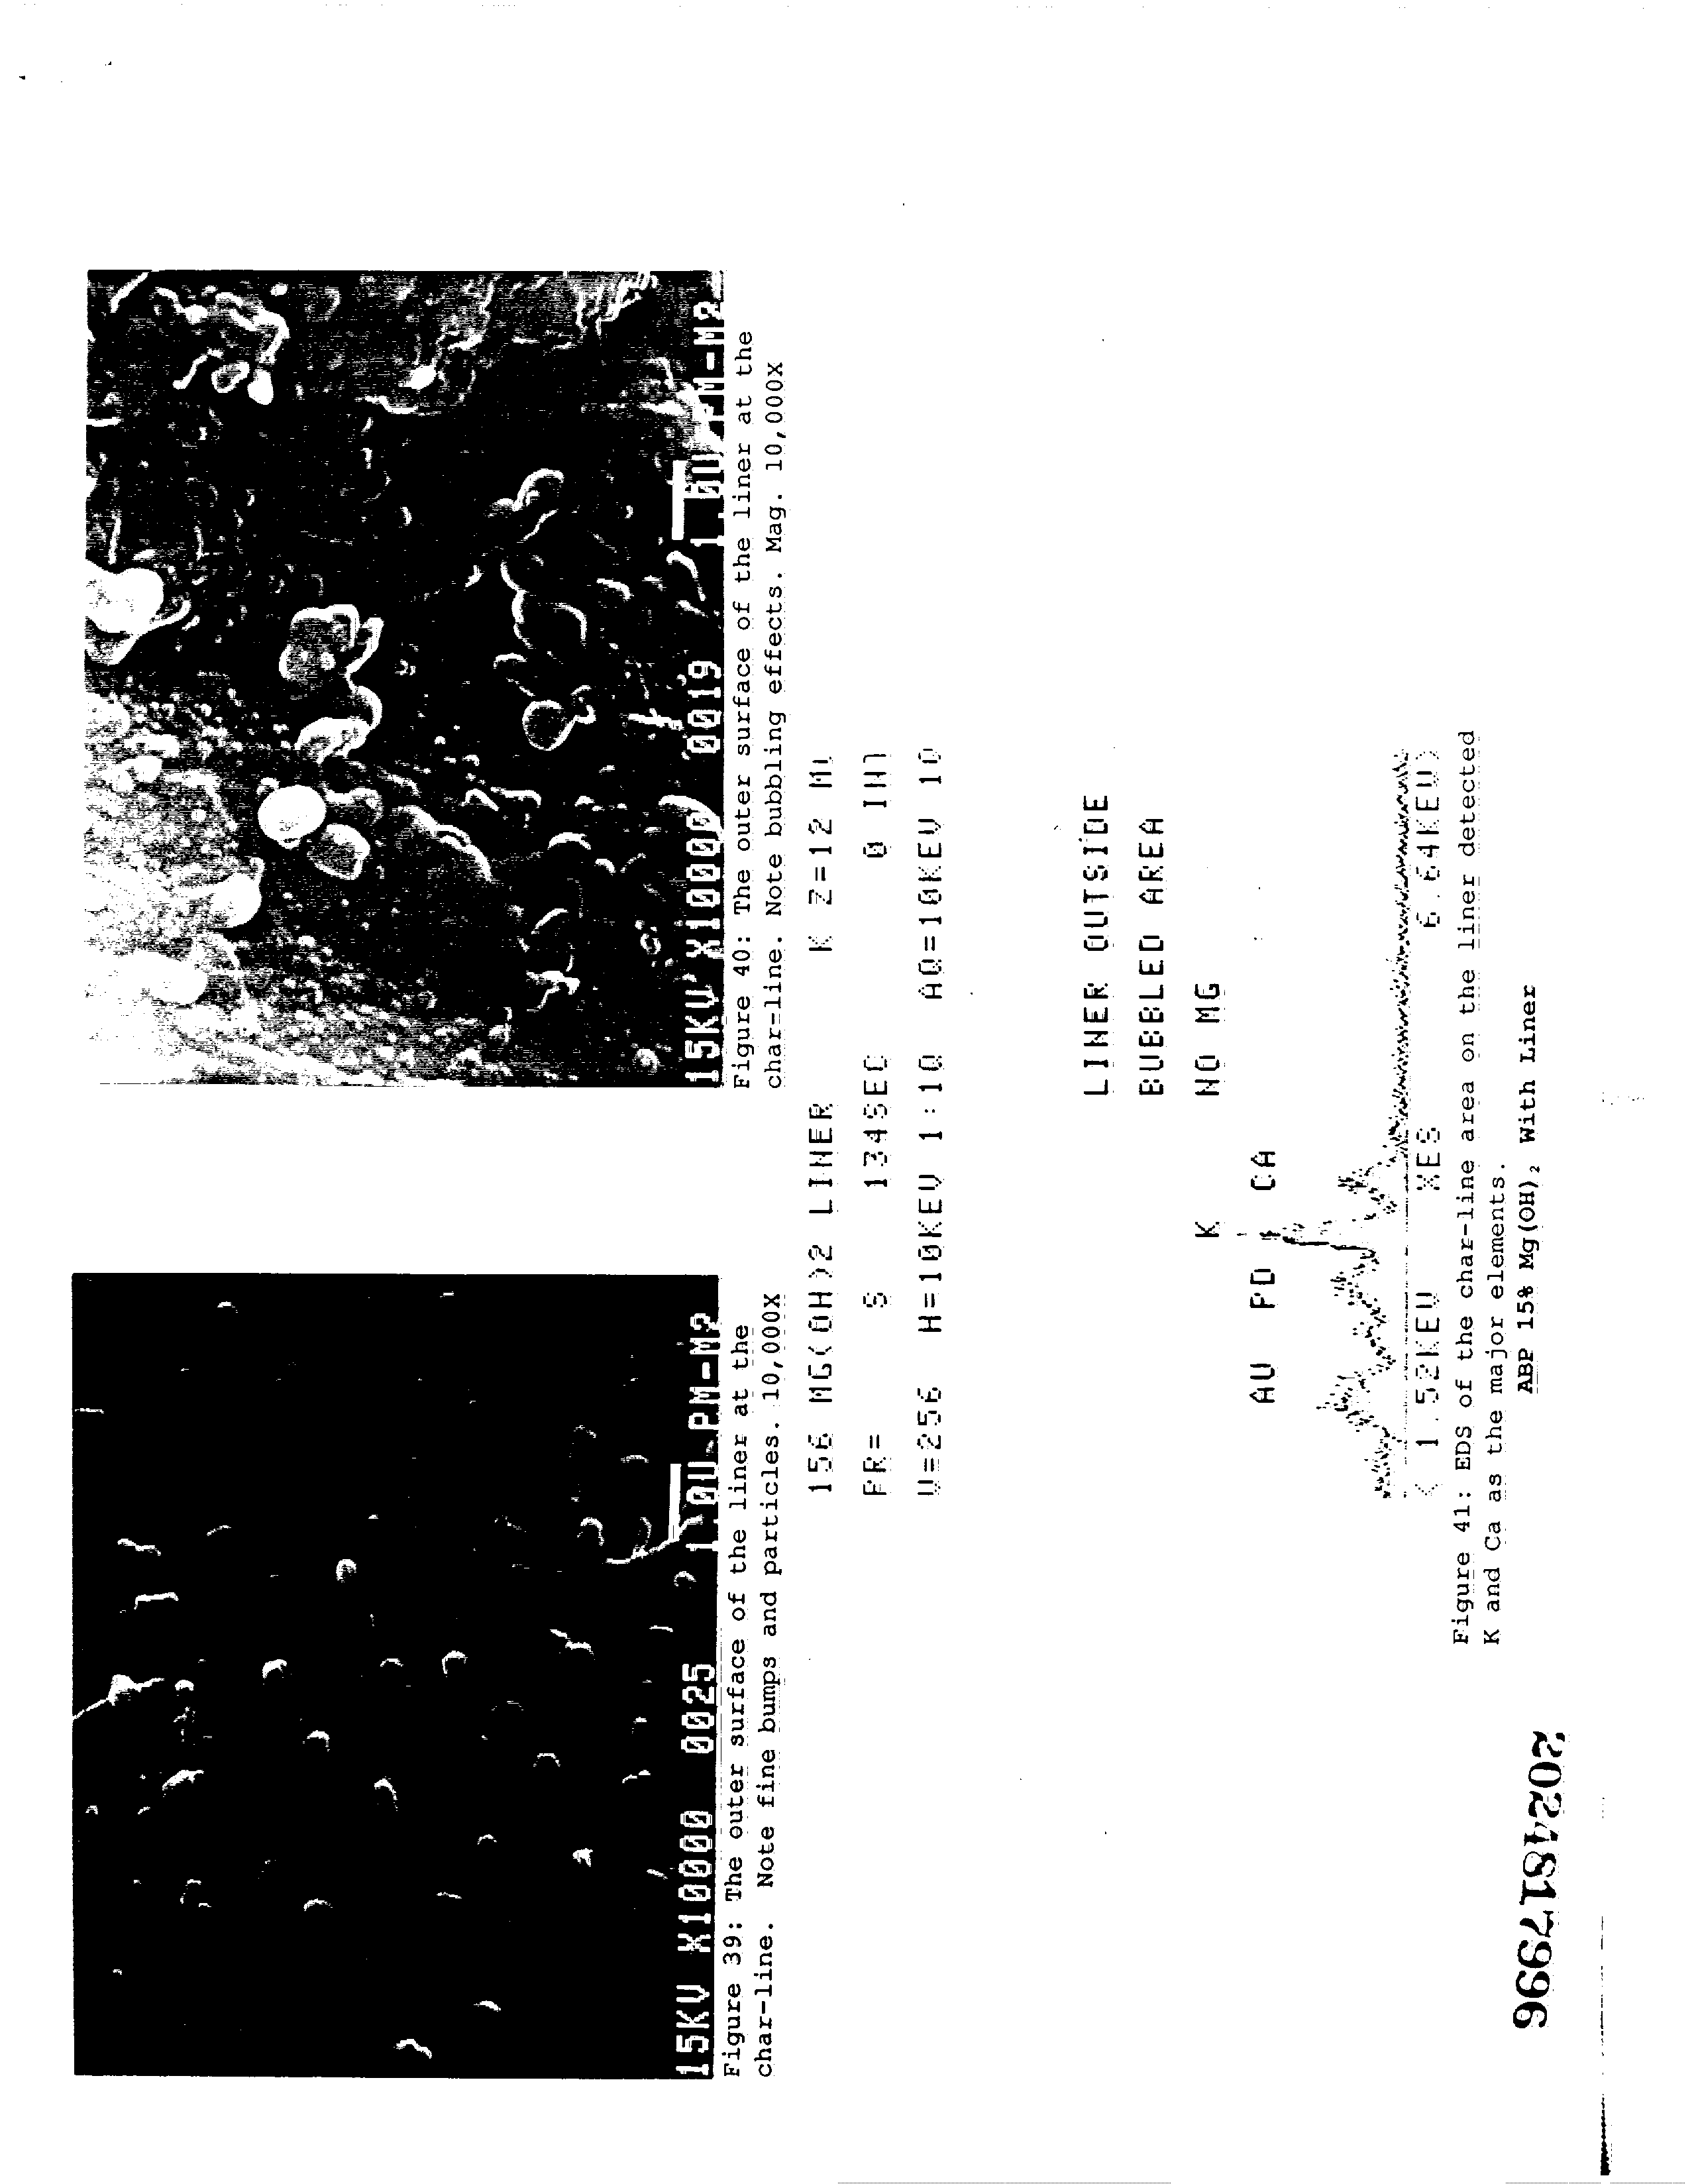 15KV X10000 0025 1.0U PM-M2
Figure 39: The outer surface of the liner at the
char-line. Note fine bumps and particles. 10,000X
15KV X10000 0019 1.0U PM-M2
Figure 40: The outer surface of the liner at the
char=line. Note bubbling effects. Mag. 10,000X
156 MG(OH)2 LINER K Z=12 MG
PR= S 134SEC 0 INT
V=256 H=10KEV 1:1Q AQ=10KEV 1Q
LINER OUTSIDE
BUBBLED AREA
NO MG
K
AU PD CA
< 1.52KEV XES 6.64KEV>
Figure 41: EDS of the char-line area on the liner detected
K and Ca as the major elements.
ABP 15% Mg(OH)₂ With Liner
2024817996